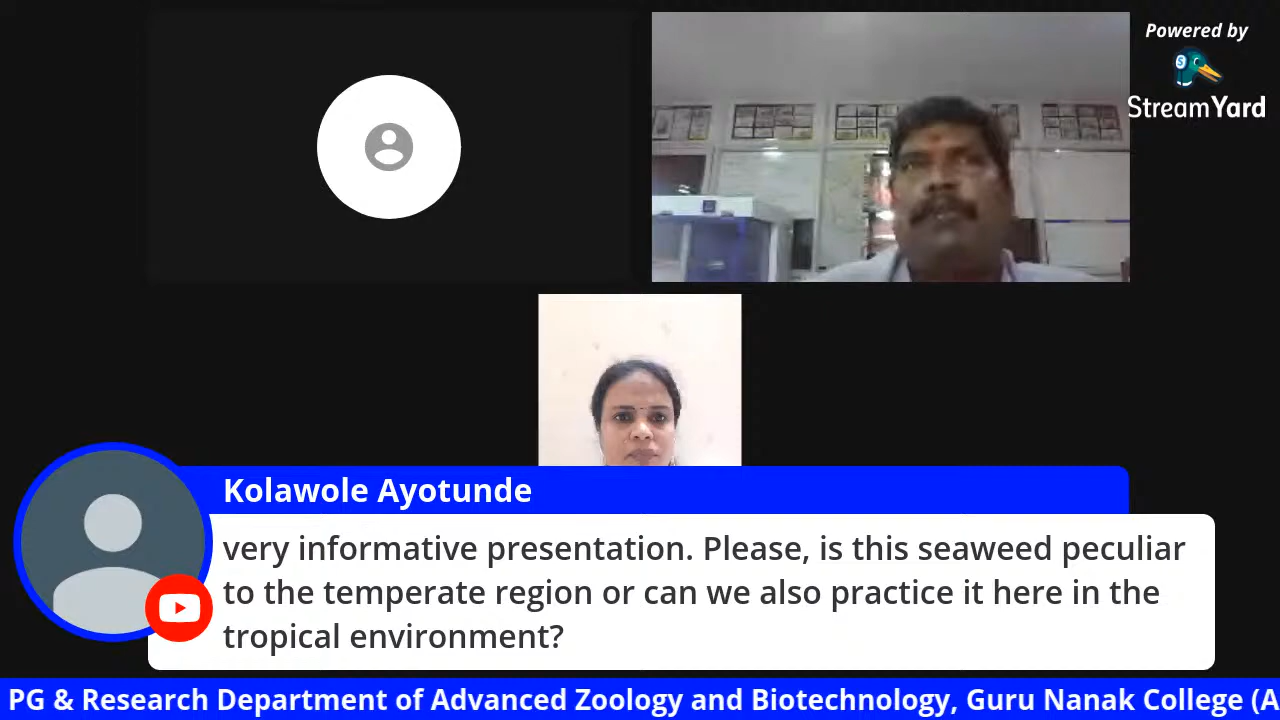 Powered by
StreamYard
Kolawole Ayotunde
very informative presentation. Please, is this seaweed peculiar
to the temperate region or can we also practice it here in the
tropical environment?
PG & Research Department of Advanced Zoology and Biotechnology, Guru Nanak College (A